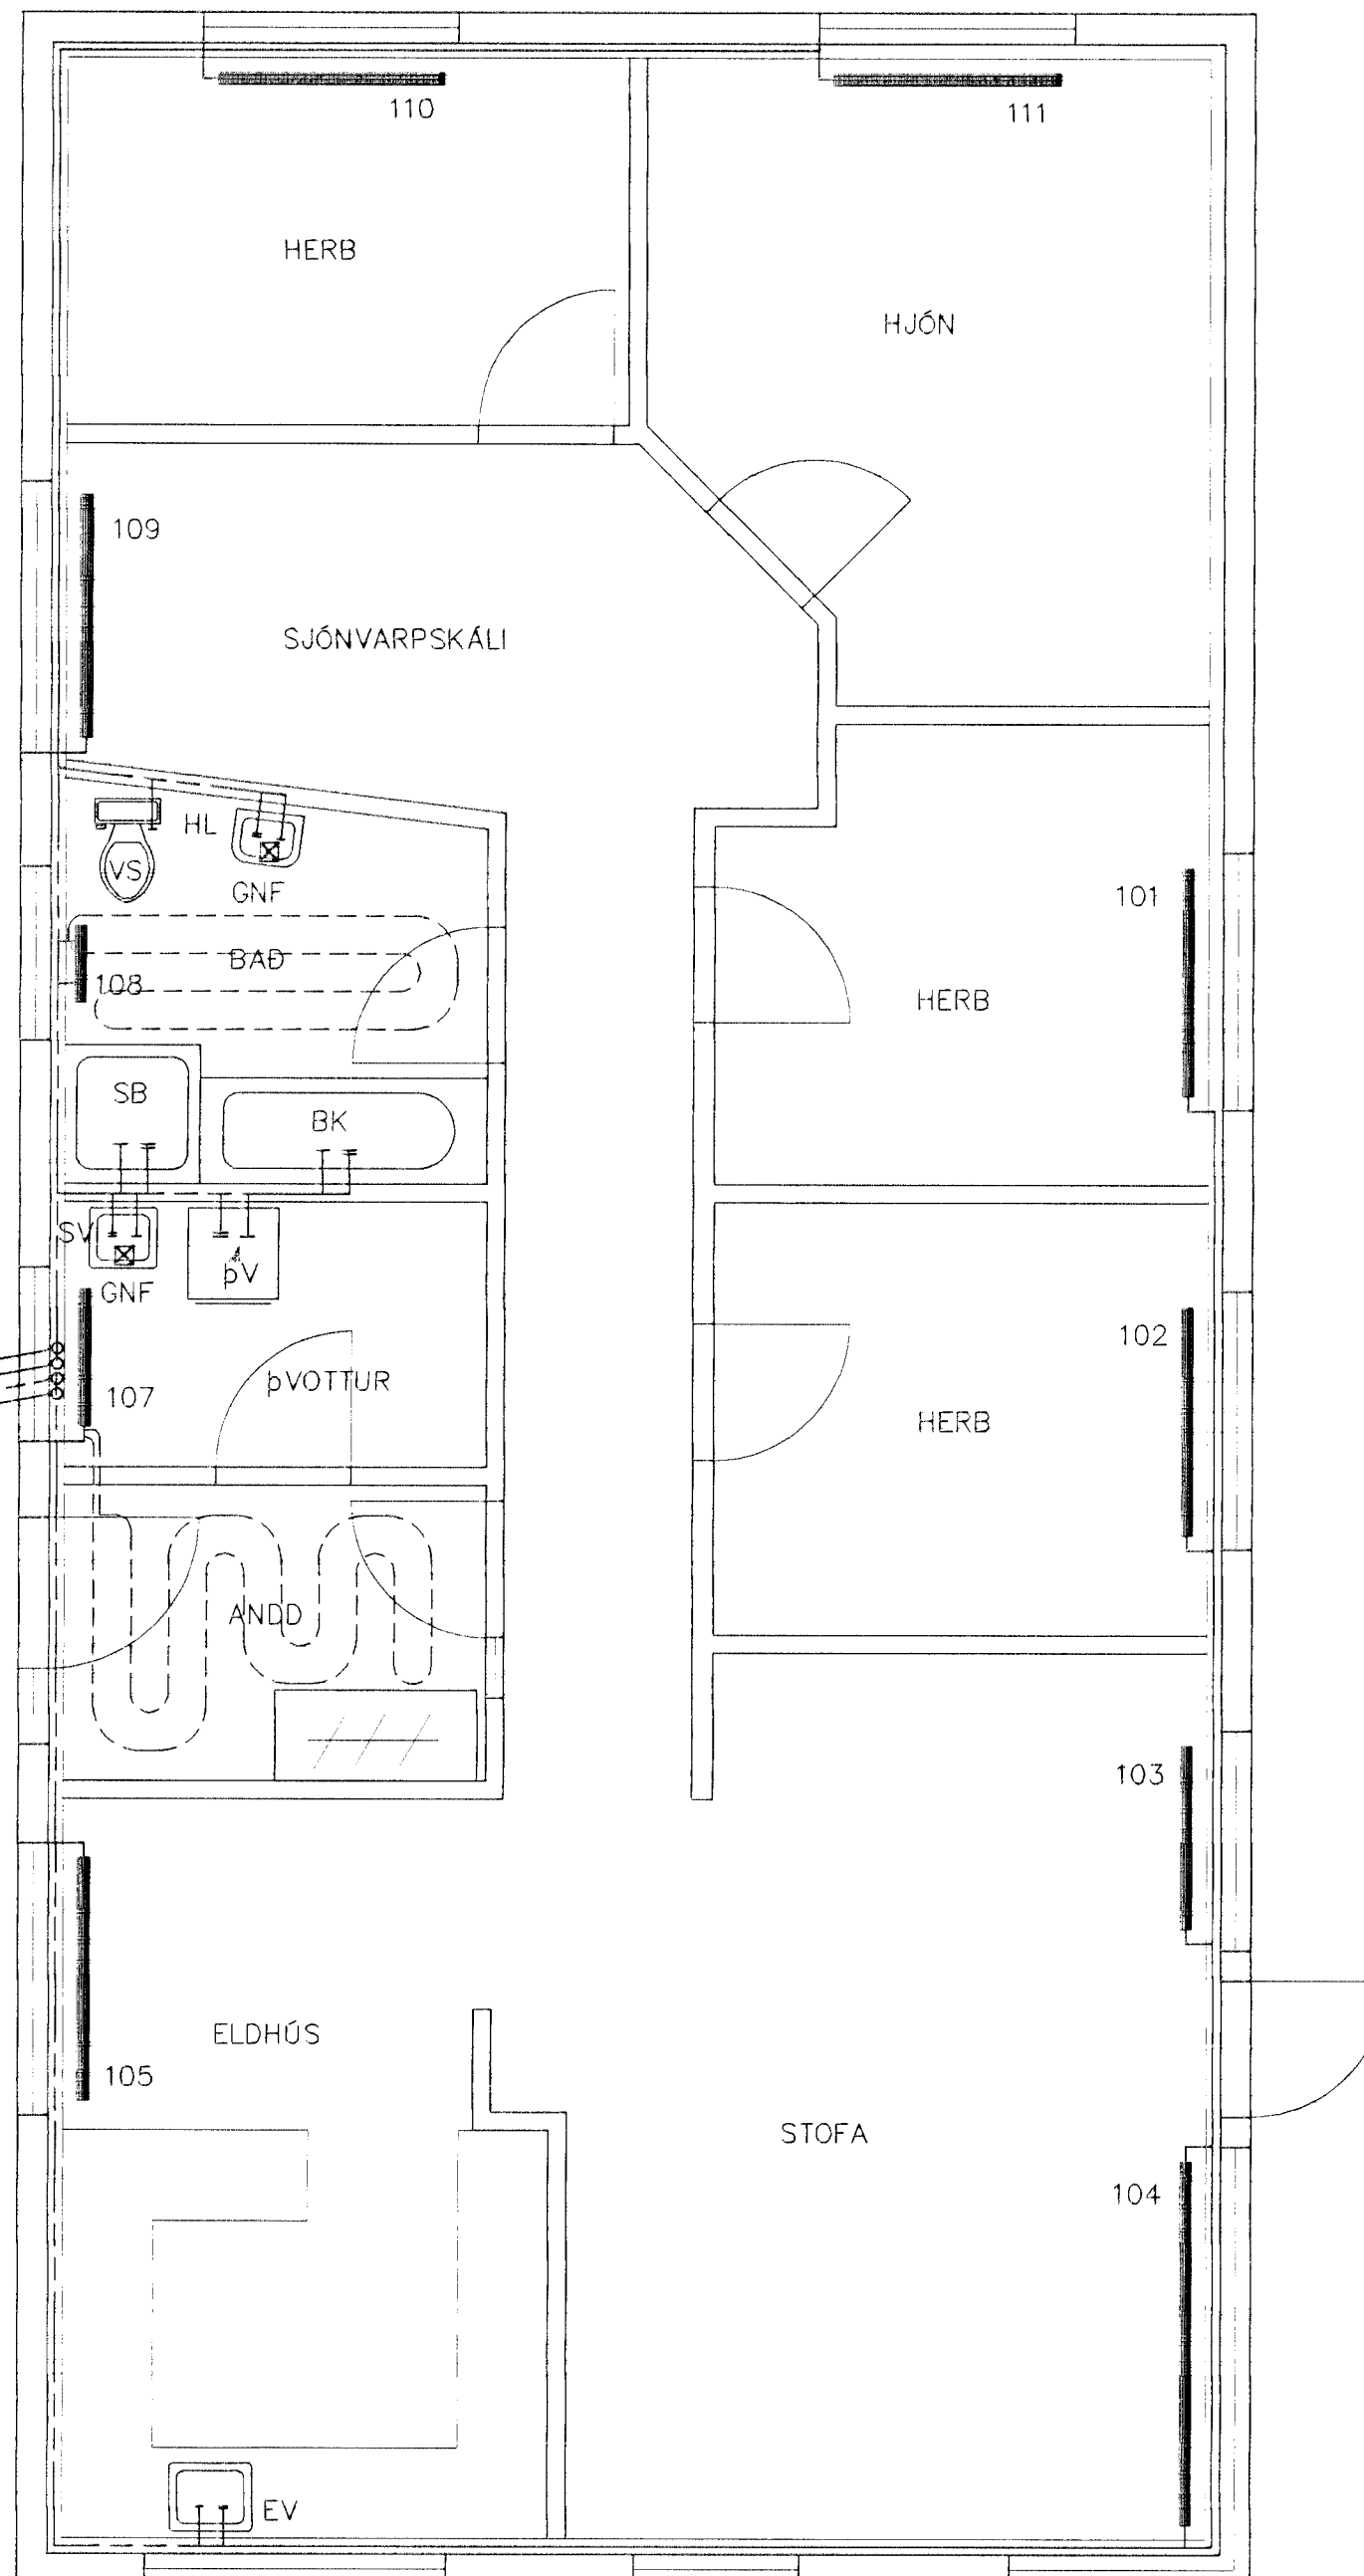 110
111
HERB
HJÓN
109
SJÓNVARPSKÁLI
HL
VS
GNF
101
BAÐ
108
HERB
SB
BK
SV
ÞV
GNF
102
107
ÞVOTTUR
HERB
ANDD
103
ELDHÚS
105
STOFA
104
EV